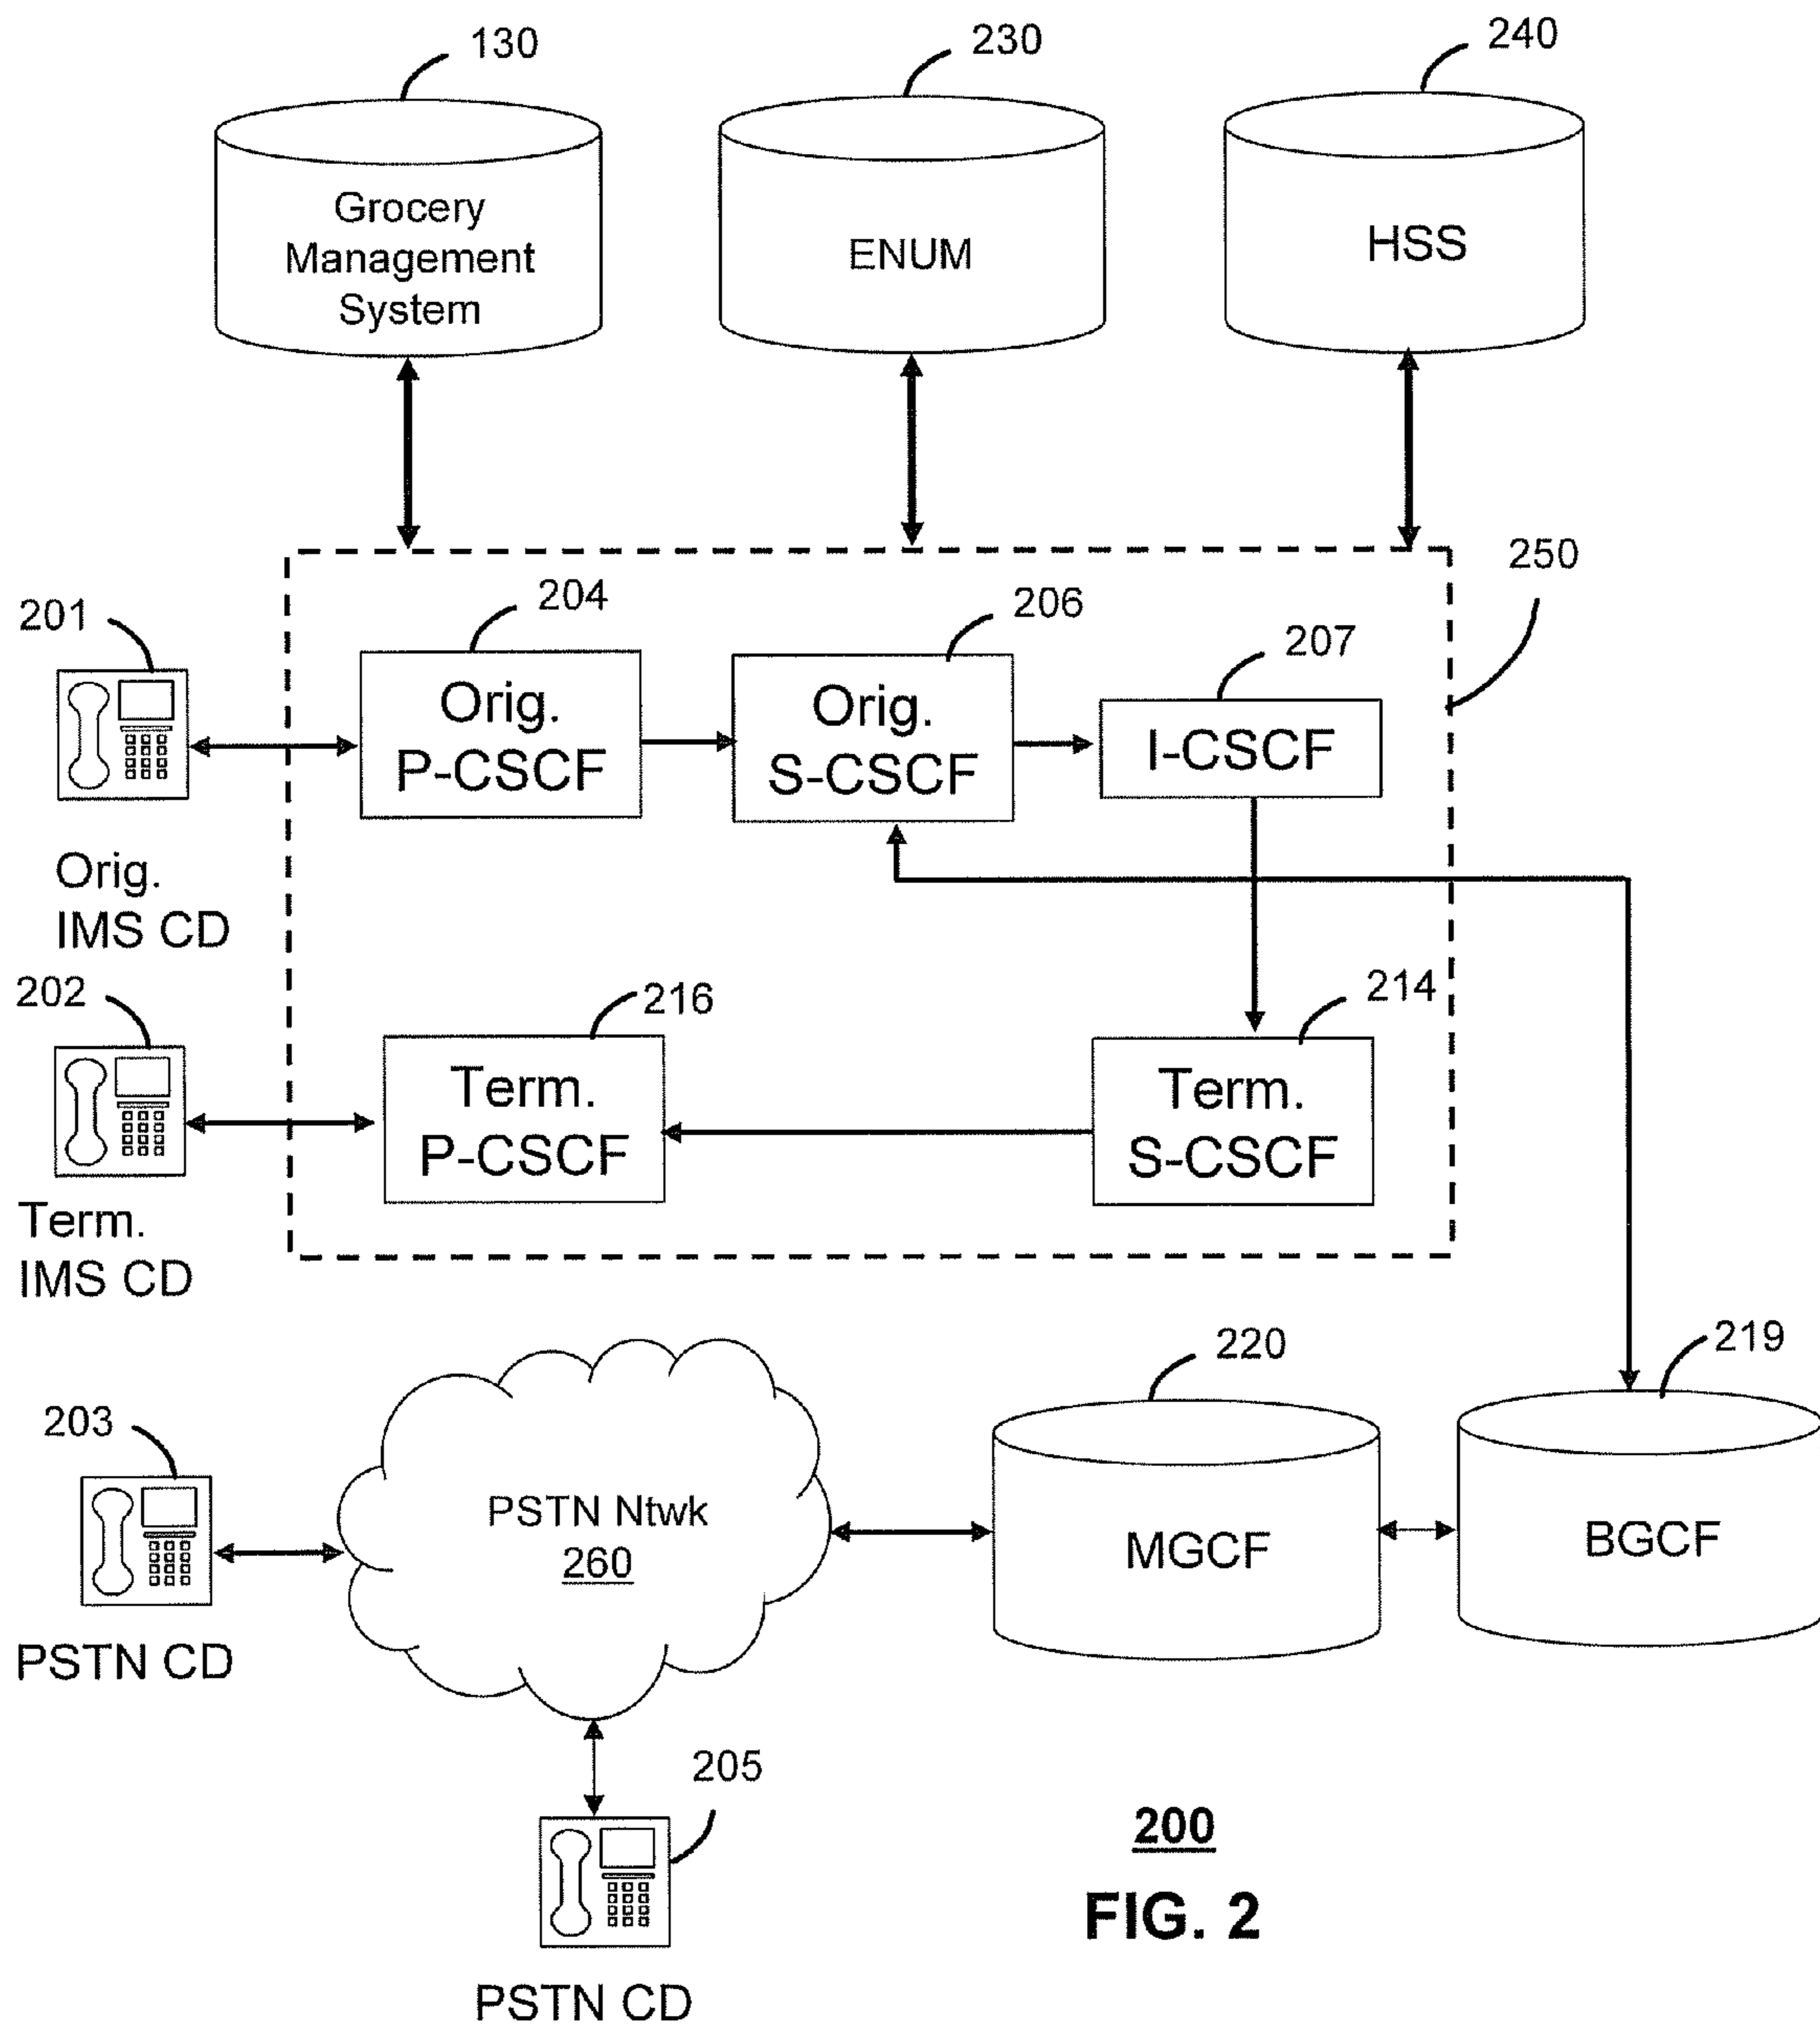 130
230
240
Grocery
Management
System
ENUM
HSS
250
201
204
206
207
Orig.
P-CSCF
Orig.
S-CSCF
I-CSCF
Orig.
IMS CD
202
216
214
Term.
P-CSCF
Term.
S-CSCF
Term.
IMS CD
220
219
203
PSTN Ntwk
260
MGCF
BGCF
PSTN CD
205
PSTN CD
200
FIG. 2